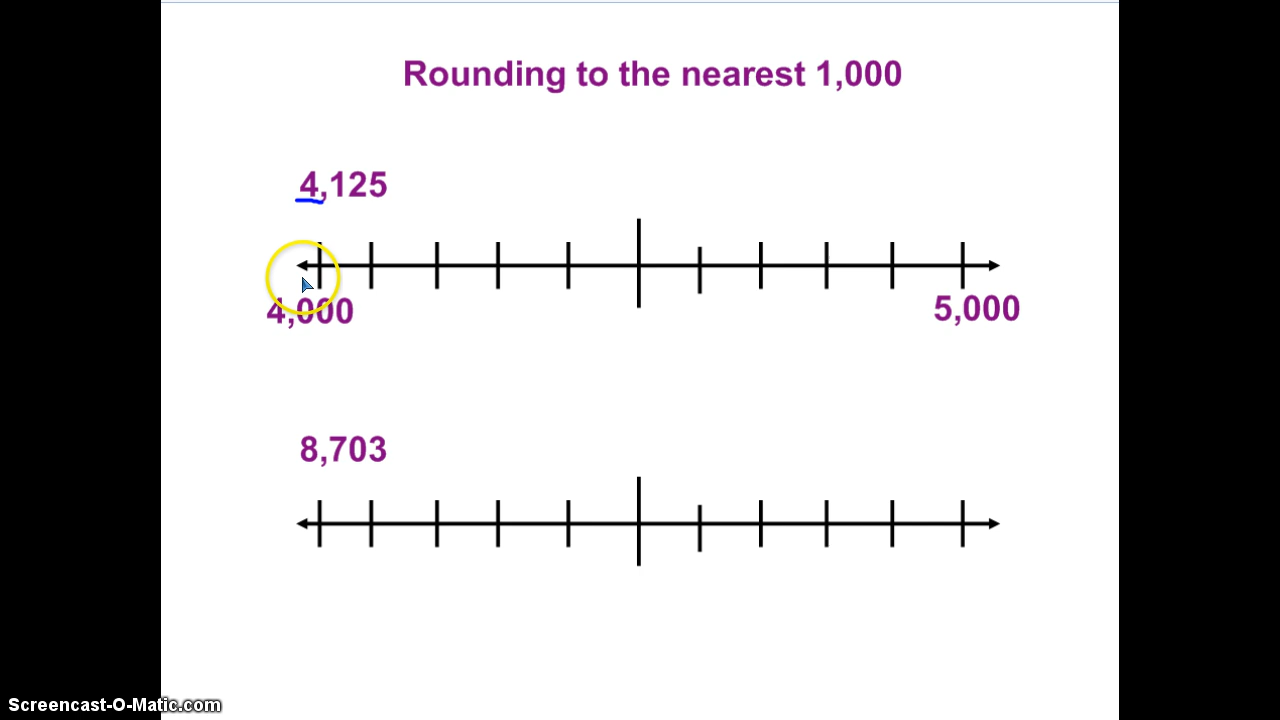 Rounding to the nearest 1,000
4,125
4,000 5,000
8,703
Screencast-O-Matic.com